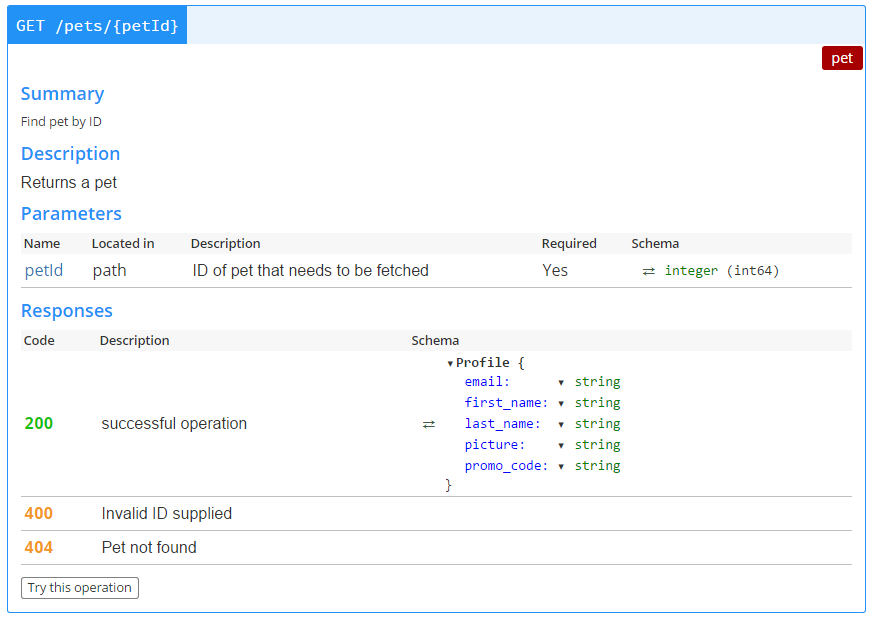 GET /pets/{petId}
pet
Summary
Find pet by ID
Description
Returns a pet
Parameters
Name Located in Description Required Schema
petId path ID of pet that needs to be fetched Yes ⇄ integer (int64)
Responses
Code Description Schema
▾Profile {
email: ▾ string
first_name: ▾ string
200 successful operation ⇄ last_name: ▾ string
picture: ▾ string
promo_code: ▾ string
}
400 Invalid ID supplied
404 Pet not found
Try this operation